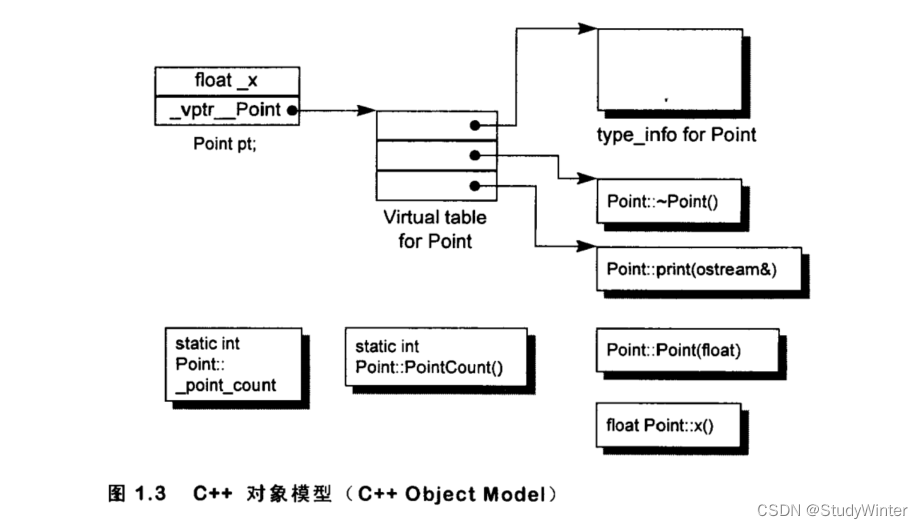 float _x
_vptr__Point
Point pt;
Virtual table
for Point
type_info for Point
Point::~Point()
Point::print(ostream&)
static int
Point::
_point_count
static int
Point::PointCount()
Point::Point(float)
float Point::x()
图 1.3 C++ 对象模型（C++ Object Model）
CSDN @StudyWinter